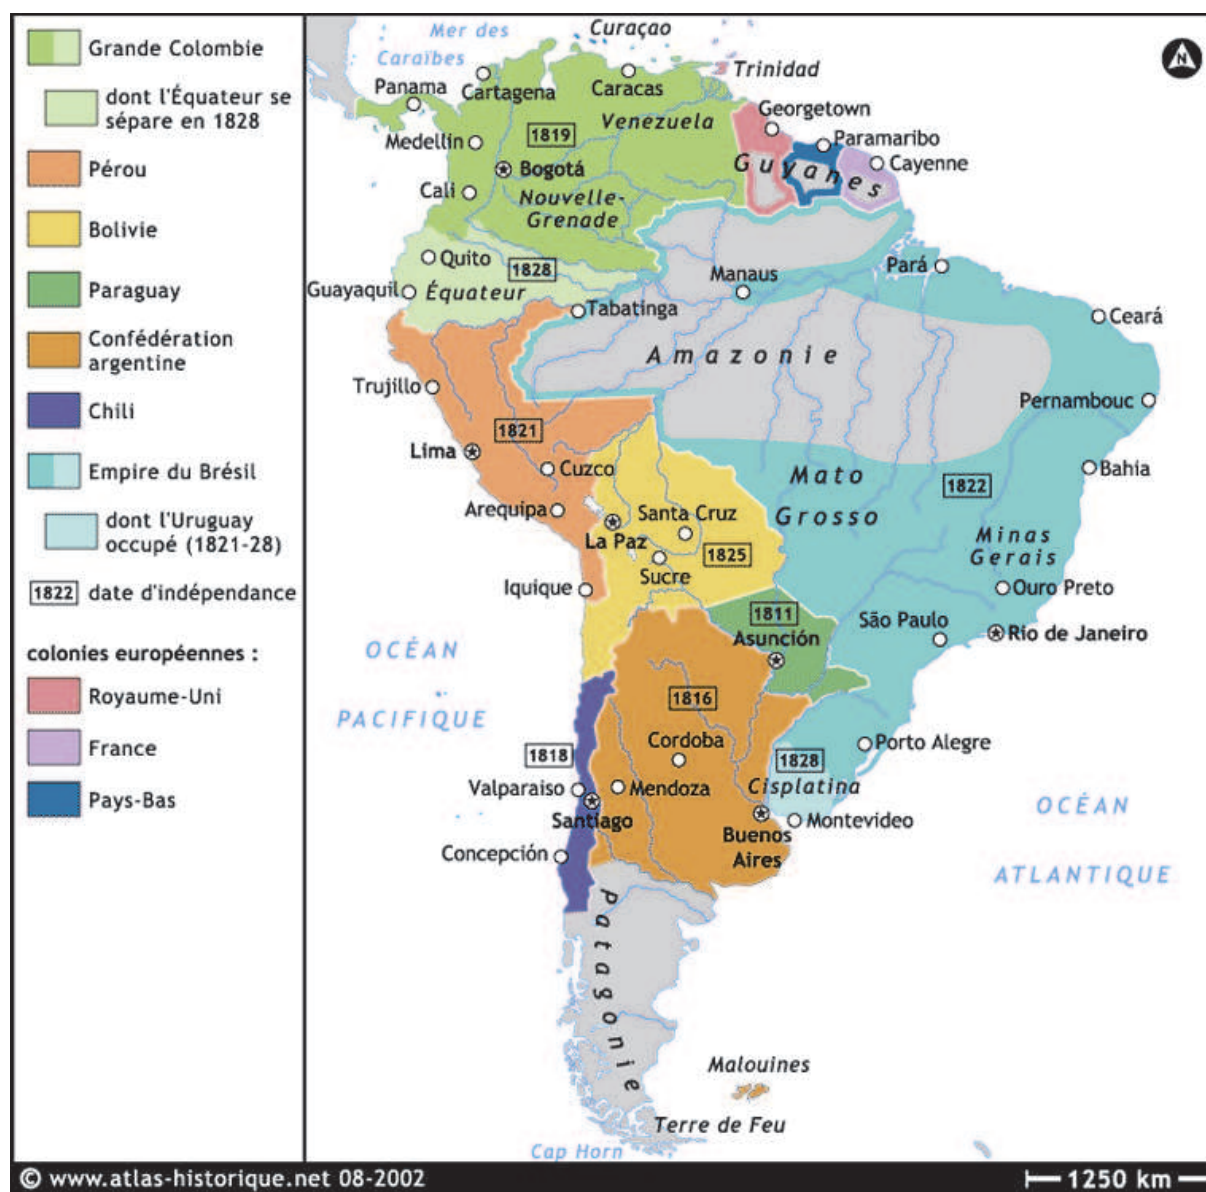 Grande Colombie
dont l'Équateur se
sépare en 1828
Pérou
Bolivie
Paraguay
Confédération
argentine
Chili
Empire du Brésil
dont l'Uruguay
occupé (1821-28)
1822 date d'indépendance
colonies européennes :
Royaume-Uni
France
Pays-Bas
Mer des
Caraïbes
Curaçao
N
Trinidad
Panama
Cartagena
Caracas
Georgetown
Venezuela
1819
Medellin
Paramaribo
Bogotá
Guyanes
Cayenne
Cali
Nouvelle-
Grenade
Quito
1828
Pará
Manaus
Guayaquil
Équateur
Tabatinga
Ceará
Amazonie
Trujillo
Pernambouc
1821
Lima
Cuzco
Bahia
Mato
Grosso
1822
Arequipa
Santa Cruz
La Paz
1825
Minas
Gerais
Sucre
Iquique
Ouro Preto
1811
Asunción
São Paulo
Rio de Janeiro
OCÉAN
PACIFIQUE
1816
Cordoba
Porto Alegre
1818
1828
Valparaiso
Mendoza
Cisplatina
Santiago
Buenos
Aires
Montevideo
OCÉAN
ATLANTIQUE
Concepción
Patagonie
Malouines
Terre de Feu
Cap Horn
© www.atlas-historique.net 08-2002
1250 km